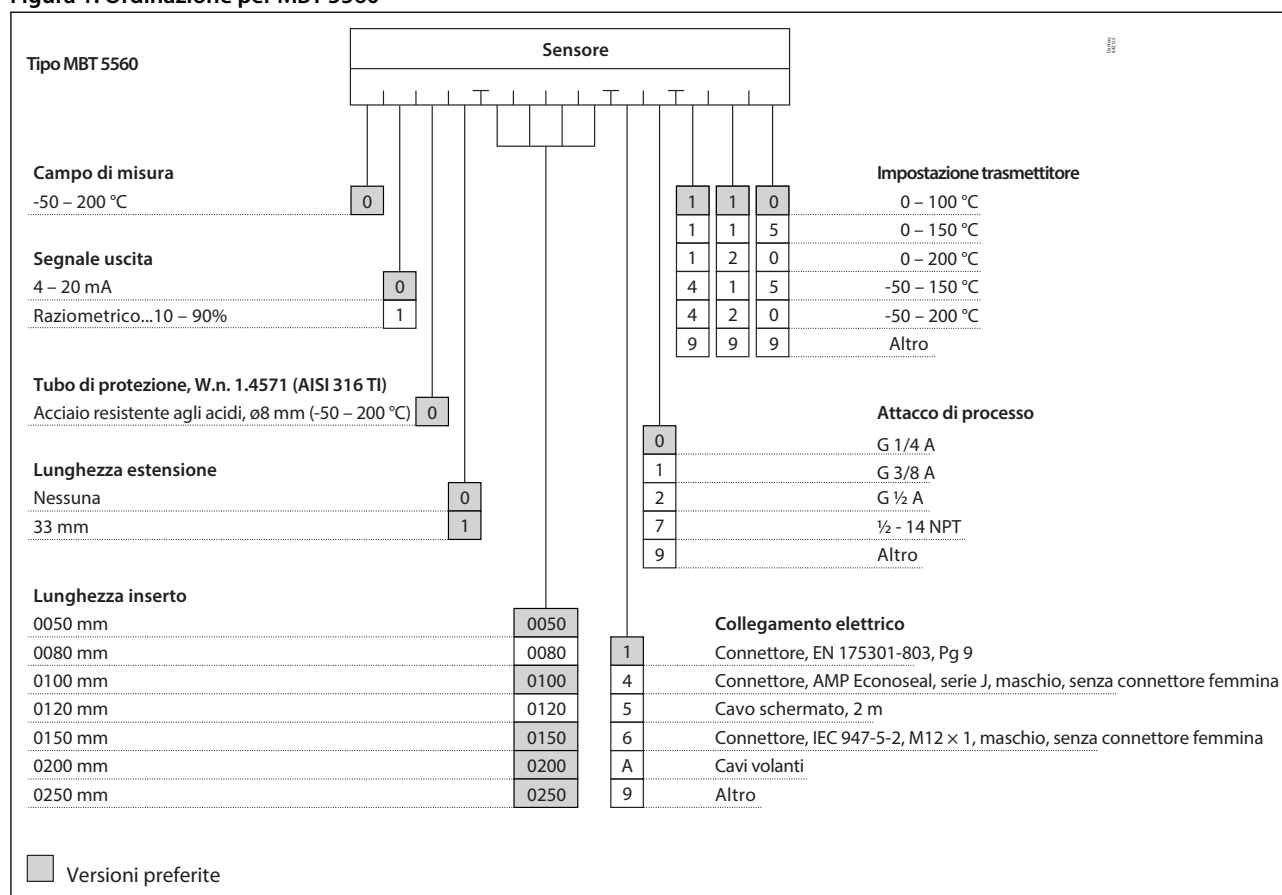 Figura 1: Ordinazione per MBT 5560
Tipo MBT 5560
Sensore
Campo di misura
-50 – 200 °C
0
Segnale uscita
4 – 20 mA
0
Raziometrico...10 – 90%
1
Tubo di protezione, W.n. 1.4571 (AISI 316 TI)
Acciaio resistente agli acidi, ø8 mm (-50 – 200 °C)
0
Lunghezza estensione
Nessuna
0
33 mm
1
Lunghezza inserto
0050 mm
0050
0080 mm
0080
0100 mm
0100
0120 mm
0120
0150 mm
0150
0200 mm
0200
0250 mm
0250
Impostazione trasmettitore
1 1 0 0 – 100 °C
1 1 5 0 – 150 °C
1 2 0 0 – 200 °C
4 1 5 -50 – 150 °C
4 2 0 -50 – 200 °C
9 9 9 Altro
Attacco di processo
0 G 1/4 A
1 G 3/8 A
2 G ½ A
7 ½ - 14 NPT
9 Altro
Collegamento elettrico
1 Connettore, EN 175301-803, Pg 9
4 Connettore, AMP Econoseal, serie J, maschio, senza connettore femmina
5 Cavo schermato, 2 m
6 Connettore, IEC 947-5-2, M12 × 1, maschio, senza connettore femmina
A Cavi volanti
9 Altro
Versioni preferite